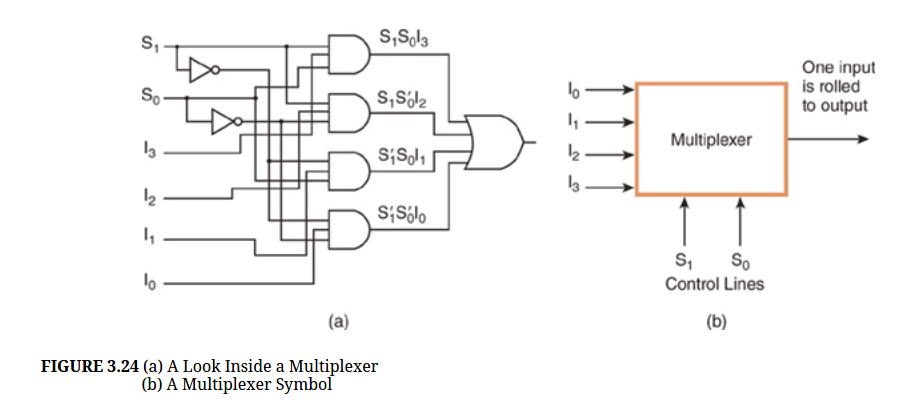 S₁
S₀
I₃
I₂
I₁
I₀
S₁S₀I₃
S₁S₀′I₂
S₁′S₀I₁
S₁′S₀′I₀
(a)
I₀
I₁
I₂
I₃
Multiplexer
One input
is rolled
to output
S₁ S₀
Control Lines
(b)
FIGURE 3.24 (a) A Look Inside a Multiplexer
(b) A Multiplexer Symbol